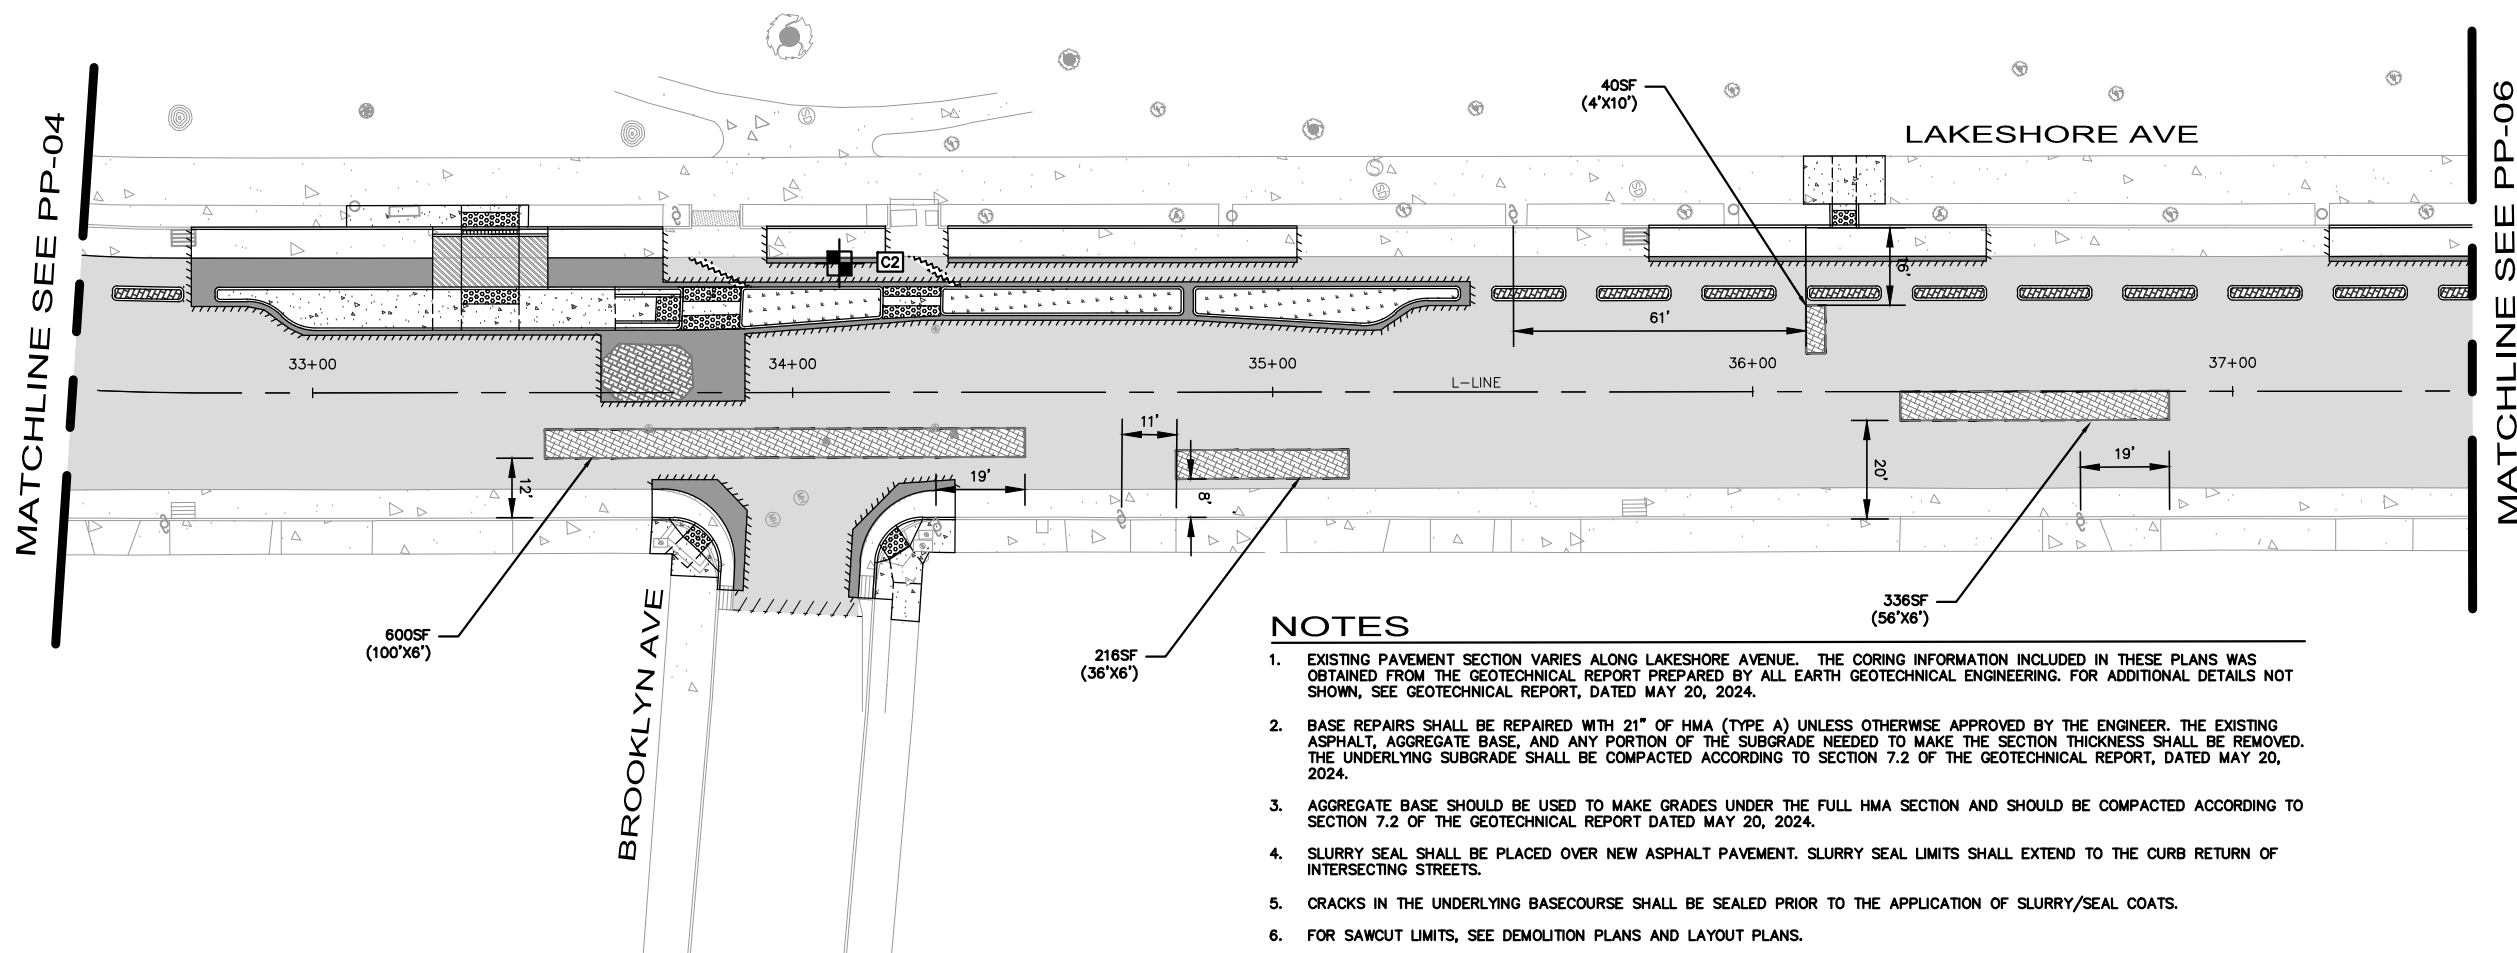 MATCHLINE SEE PP-04
MATCHLINE SEE PP-06
LAKESHORE AVE
40SF
(4'X10')
SD
S
SD
SD
C2
16'
61'
33+00
34+00
35+00
36+00
37+00
L-LINE
11'
19'
12'
8'
20'
19'
MH
MH
600SF
(100'X6')
216SF
(36'X6')
336SF
(56'X6')
BROOKLYN AVE
NOTES
1. EXISTING PAVEMENT SECTION VARIES ALONG LAKESHORE AVENUE. THE CORING INFORMATION INCLUDED IN THESE PLANS WAS
OBTAINED FROM THE GEOTECHNICAL REPORT PREPARED BY ALL EARTH GEOTECHNICAL ENGINEERING. FOR ADDITIONAL DETAILS NOT
SHOWN, SEE GEOTECHNICAL REPORT, DATED MAY 20, 2024.
2. BASE REPAIRS SHALL BE REPAIRED WITH 21" OF HMA (TYPE A) UNLESS OTHERWISE APPROVED BY THE ENGINEER. THE EXISTING
ASPHALT, AGGREGATE BASE, AND ANY PORTION OF THE SUBGRADE NEEDED TO MAKE THE SECTION THICKNESS SHALL BE REMOVED.
THE UNDERLYING SUBGRADE SHALL BE COMPACTED ACCORDING TO SECTION 7.2 OF THE GEOTECHNICAL REPORT, DATED MAY 20,
2024.
3. AGGREGATE BASE SHOULD BE USED TO MAKE GRADES UNDER THE FULL HMA SECTION AND SHOULD BE COMPACTED ACCORDING TO
SECTION 7.2 OF THE GEOTECHNICAL REPORT DATED MAY 20, 2024.
4. SLURRY SEAL SHALL BE PLACED OVER NEW ASPHALT PAVEMENT. SLURRY SEAL LIMITS SHALL EXTEND TO THE CURB RETURN OF
INTERSECTING STREETS.
5. CRACKS IN THE UNDERLYING BASECOURSE SHALL BE SEALED PRIOR TO THE APPLICATION OF SLURRY/SEAL COATS.
6. FOR SAWCUT LIMITS, SEE DEMOLITION PLANS AND LAYOUT PLANS.